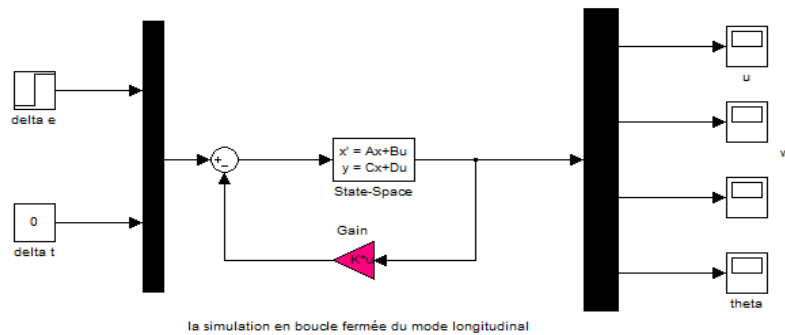 delta e
0
delta t
+
−
x' = Ax+Bu
y = Cx+Du
State-Space
Gain
K*u
u
theta
la simulation en boucle fermée du mode longitudinal